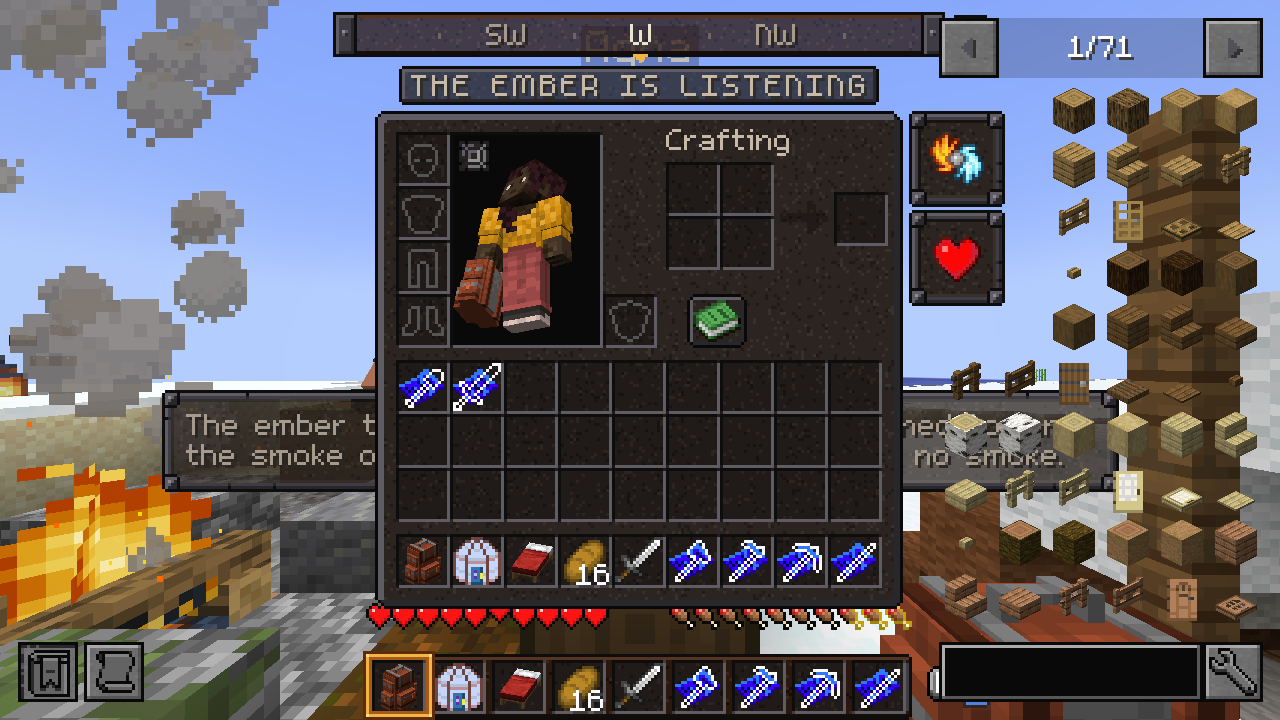 SW W NW
1/71
THE EMBER IS LISTENING
Crafting
The ember t
the smoke o no smoke.
16
16